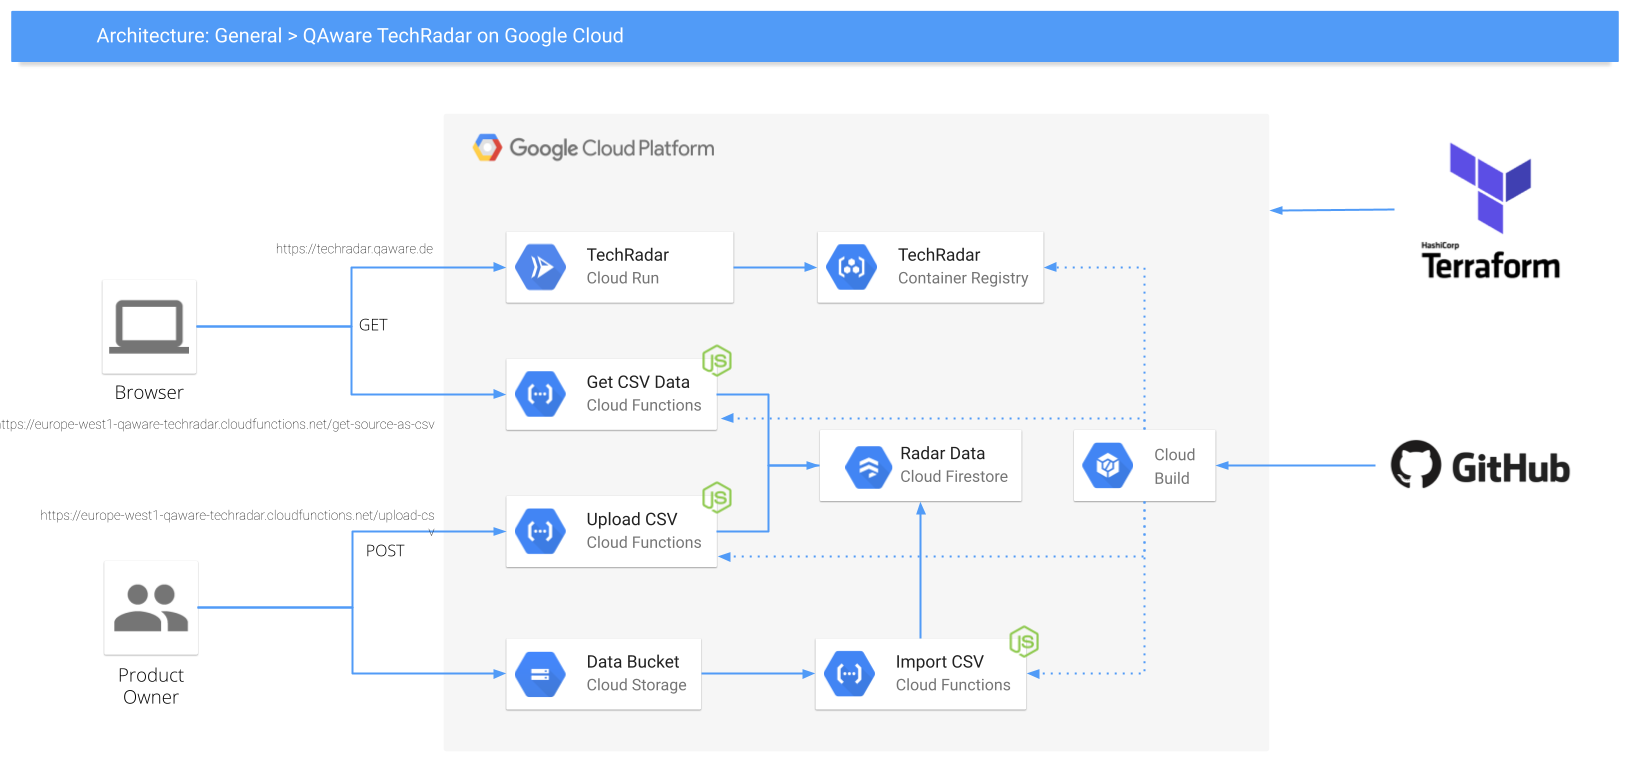 Architecture: General > QAware TechRadar on Google Cloud
Google Cloud Platform
HashiCorp
Terraform
https://techradar.qaware.de
TechRadar
Cloud Run
TechRadar
Container Registry
GET
Browser
Get CSV Data
Cloud Functions
JS
ttps://europe-west1-qaware-techradar.cloudfunctions.net/get-source-as-csv
Radar Data
Cloud Firestore
Cloud
Build
GitHub
https://europe-west1-qaware-techradar.cloudfunctions.net/upload-cs
v
POST
Upload CSV
Cloud Functions
JS
Product
Owner
Data Bucket
Cloud Storage
Import CSV
Cloud Functions
JS